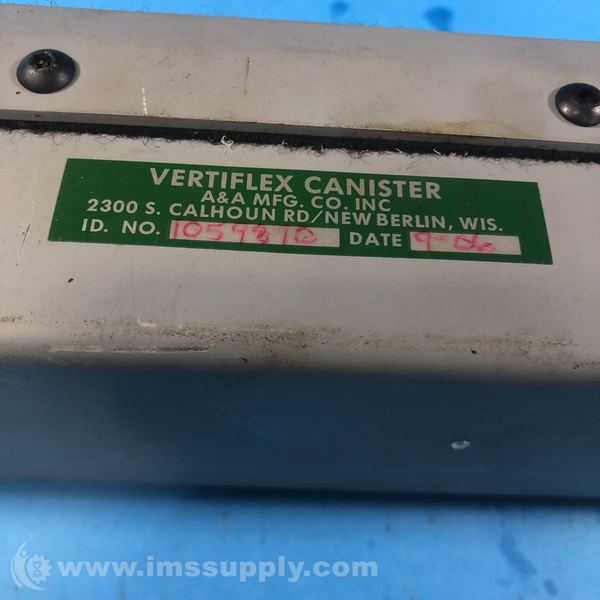 VERTIFLEX CANISTER
A&A MFG. CO. INC
2300 S. CALHOUN RD/NEW BERLIN, WIS.
ID. NO. 1059870 DATE 9-06
www.imssupply.com